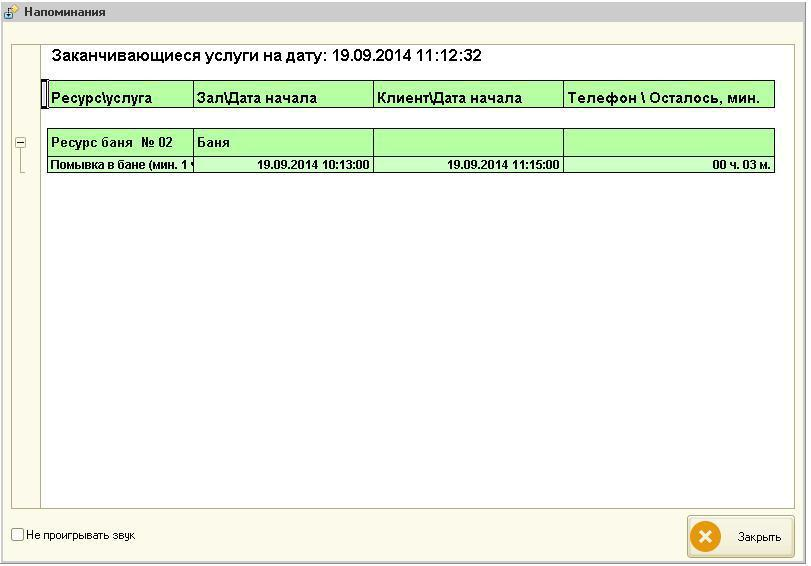 Напоминания
Заканчивающиеся услуги на дату: 19.09.2014 11:12:32
Ресурс\услуга Зал\Дата начала Клиент\Дата начала Телефон \ Осталось, мин.
Ресурс баня № 02 Баня
Помывка в бане (мин. 1 19.09.2014 10:13:00 19.09.2014 11:15:00 00 ч. 03 м.
Не проигрывать звук
Закрыть